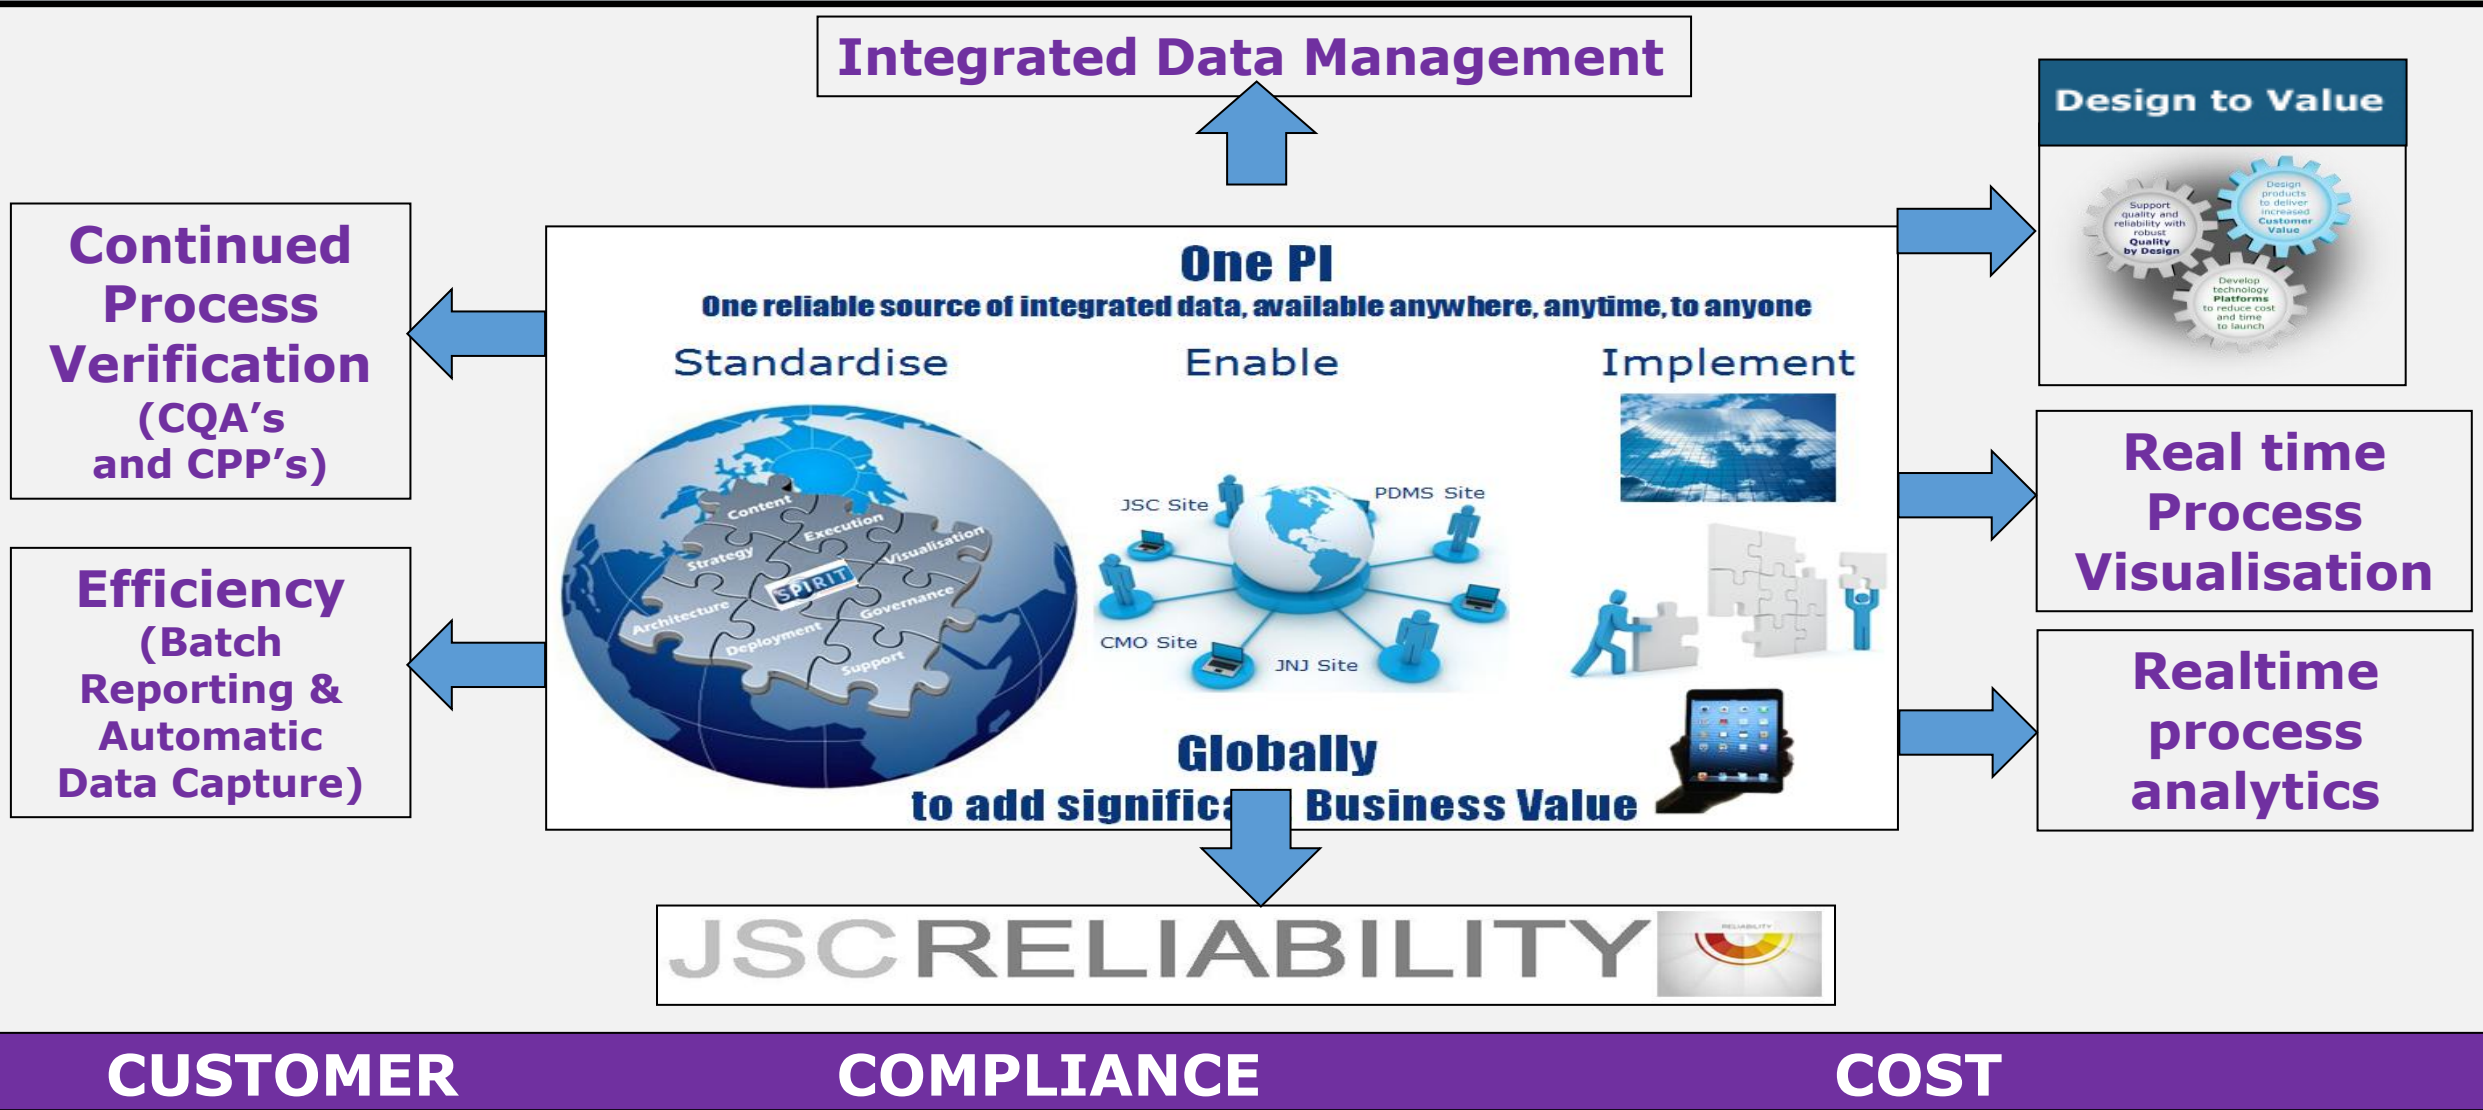 Integrated Data Management
Design to Value
Support
quality and
reliability with
robust
Quality
by Design
Design
products
to deliver
increased
Customer
Value
Develop
technology
Platforms
to reduce cost
and time
to launch
Continued
Process
Verification
(CQA’s
and CPP’s)
Efficiency
(Batch
Reporting &
Automatic
Data Capture)
One PI
One reliable source of integrated data, available anywhere, anytime, to anyone
Standardise
Enable
Implement
Content
Execution
Strategy
Visualisation
SPIRIT
Architecture
Governance
Deployment
Support
JSC Site
PDMS Site
CMO Site
JNJ Site
Globally
to add significa Business Value
Real time
Process
Visualisation
Realtime
process
analytics
JSCRELIABILITY
RELIABILITY
CUSTOMER
COMPLIANCE
COST